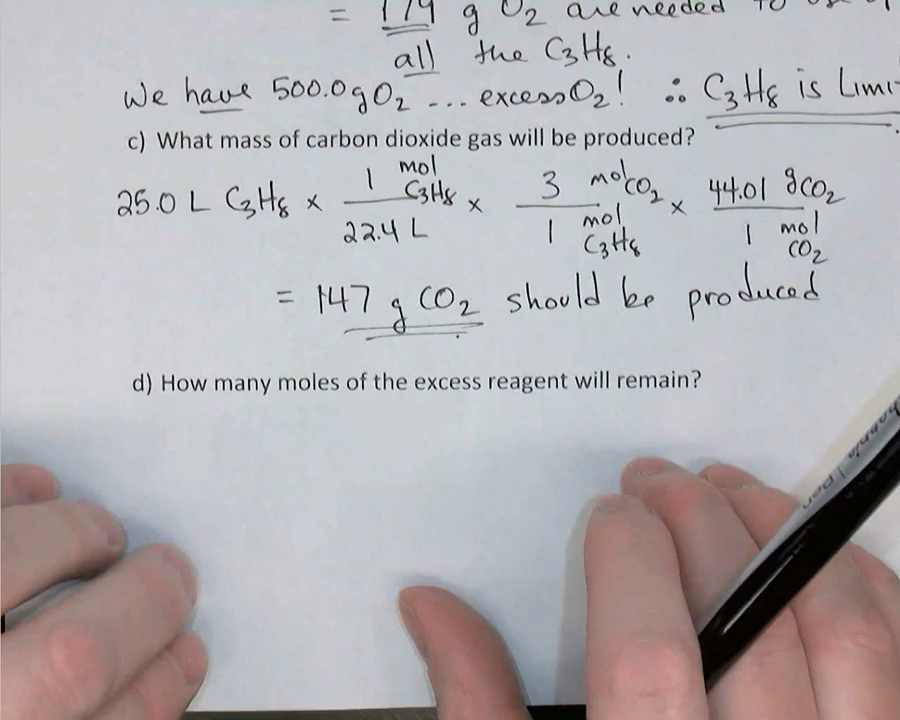 = 179 g O2 are needed to
all the C3H8.
We have 500.0g O2 ... excess O2! ∴ C3H8 is Limi
c) What mass of carbon dioxide gas will be produced?
25.0 L C3H8 x 1 mol C3H8 / 22.4 L x 3 mol CO2 / 1 mol C3H8 x 44.01 g CO2 / 1 mol CO2
= 147 g CO2 should be produced
d) How many moles of the excess reagent will remain?